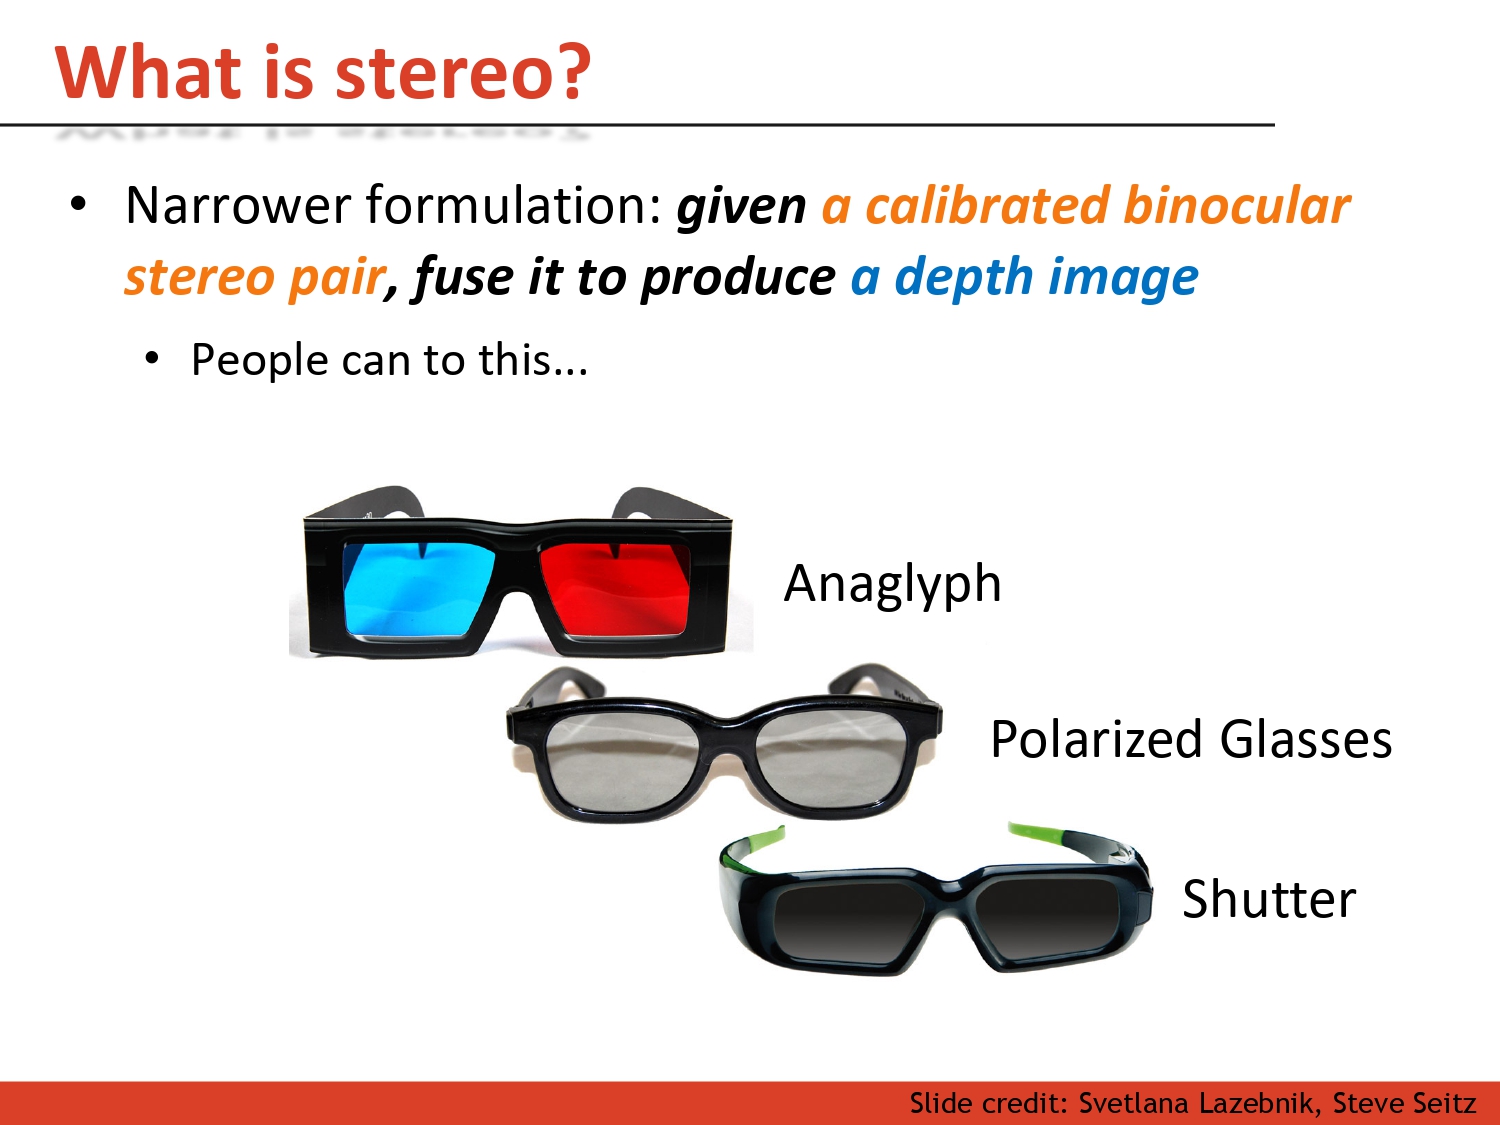 What is stereo?
• Narrower formulation: given a calibrated binocular
stereo pair, fuse it to produce a depth image
• People can to this...
Anaglyph
Polarized Glasses
Shutter
Slide credit: Svetlana Lazebnik, Steve Seitz